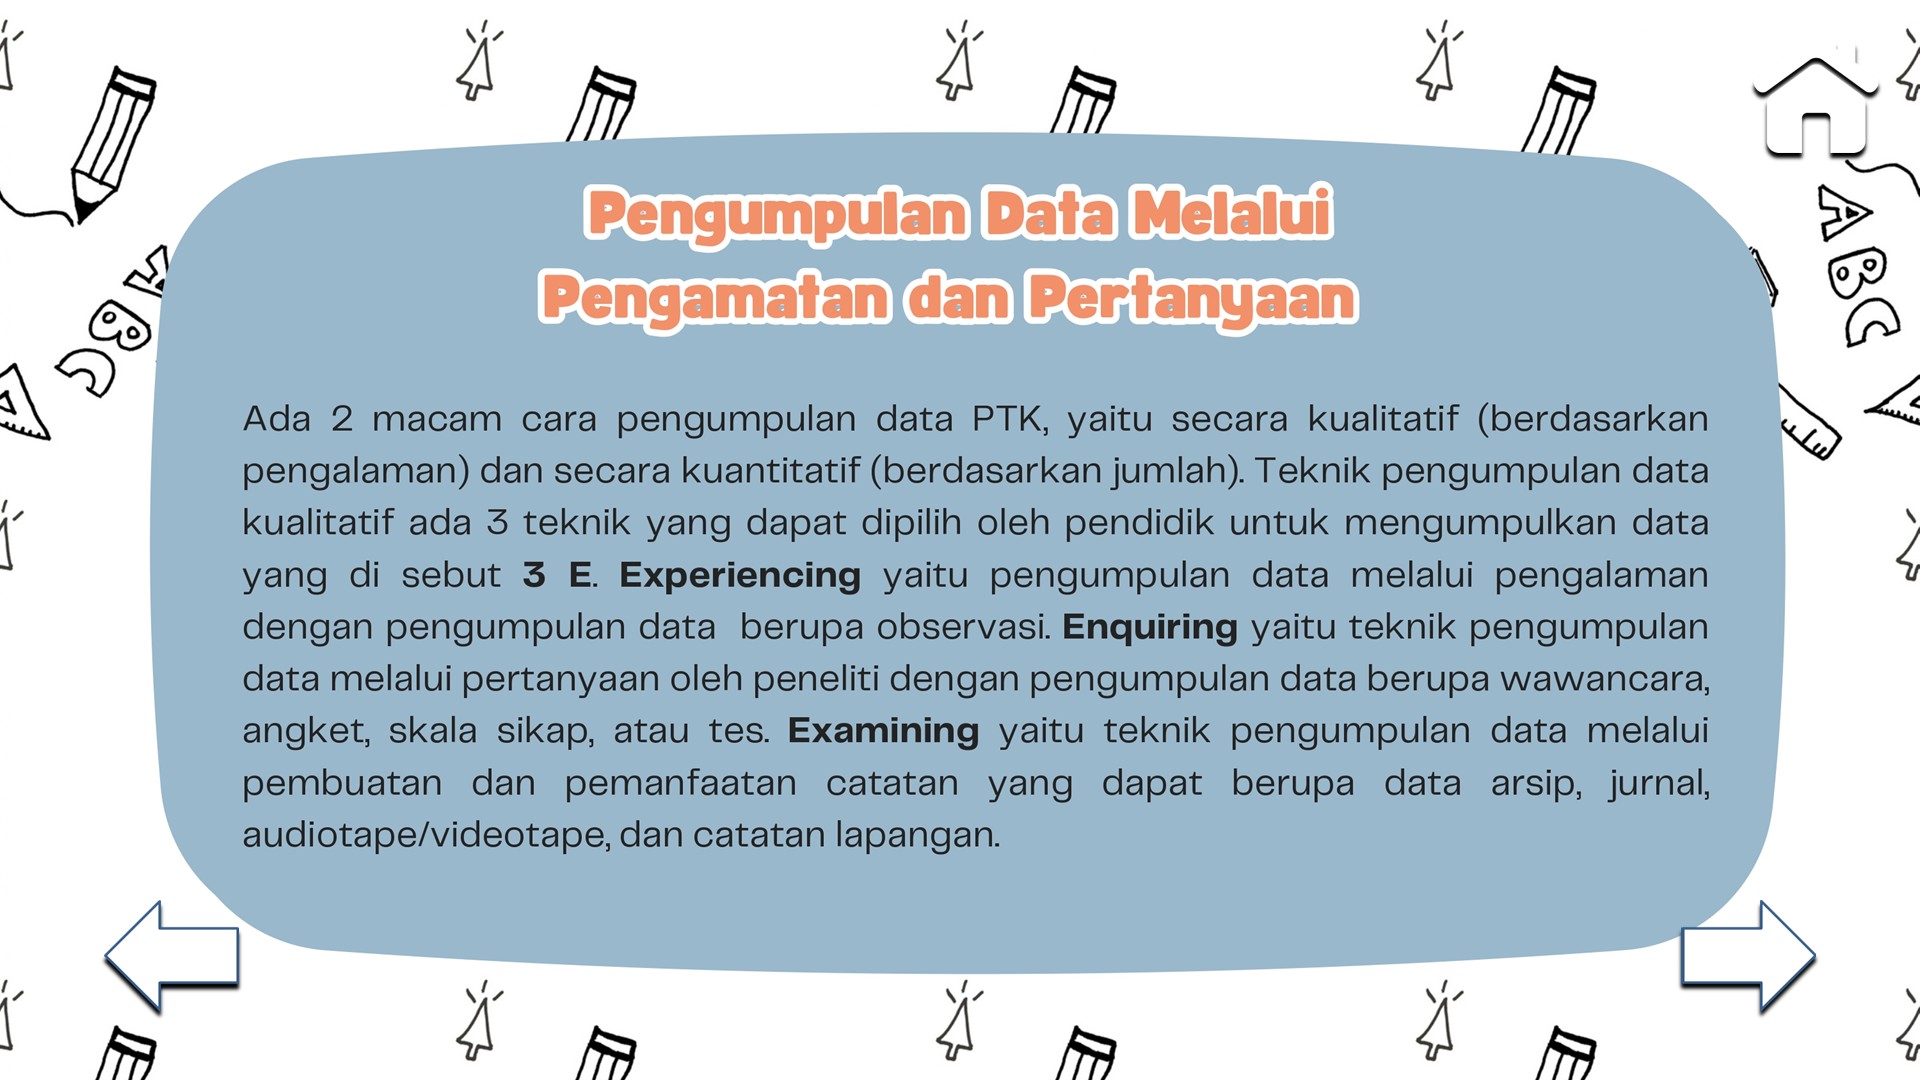 Pengumpulan Data Melalui
Pengamatan dan Pertanyaan
Ada 2 macam cara pengumpulan data PTK, yaitu secara kualitatif (berdasarkan
pengalaman) dan secara kuantitatif (berdasarkan jumlah). Teknik pengumpulan data
kualitatif ada 3 teknik yang dapat dipilih oleh pendidik untuk mengumpulkan data
yang di sebut 3 E. Experiencing yaitu pengumpulan data melalui pengalaman
dengan pengumpulan data berupa observasi. Enquiring yaitu teknik pengumpulan
data melalui pertanyaan oleh peneliti dengan pengumpulan data berupa wawancara,
angket, skala sikap, atau tes. Examining yaitu teknik pengumpulan data melalui
pembuatan dan pemanfaatan catatan yang dapat berupa data arsip, jurnal,
audiotape/videotape, dan catatan lapangan.
ABC
ABC